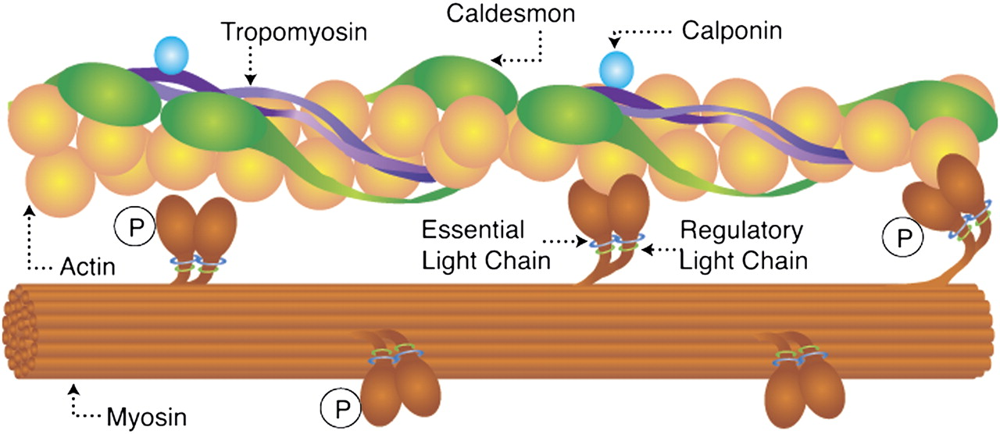 Caldesmon
Tropomyosin
Calponin
Essential
Light Chain
Regulatory
Light Chain
P
P
Actin
P
Myosin